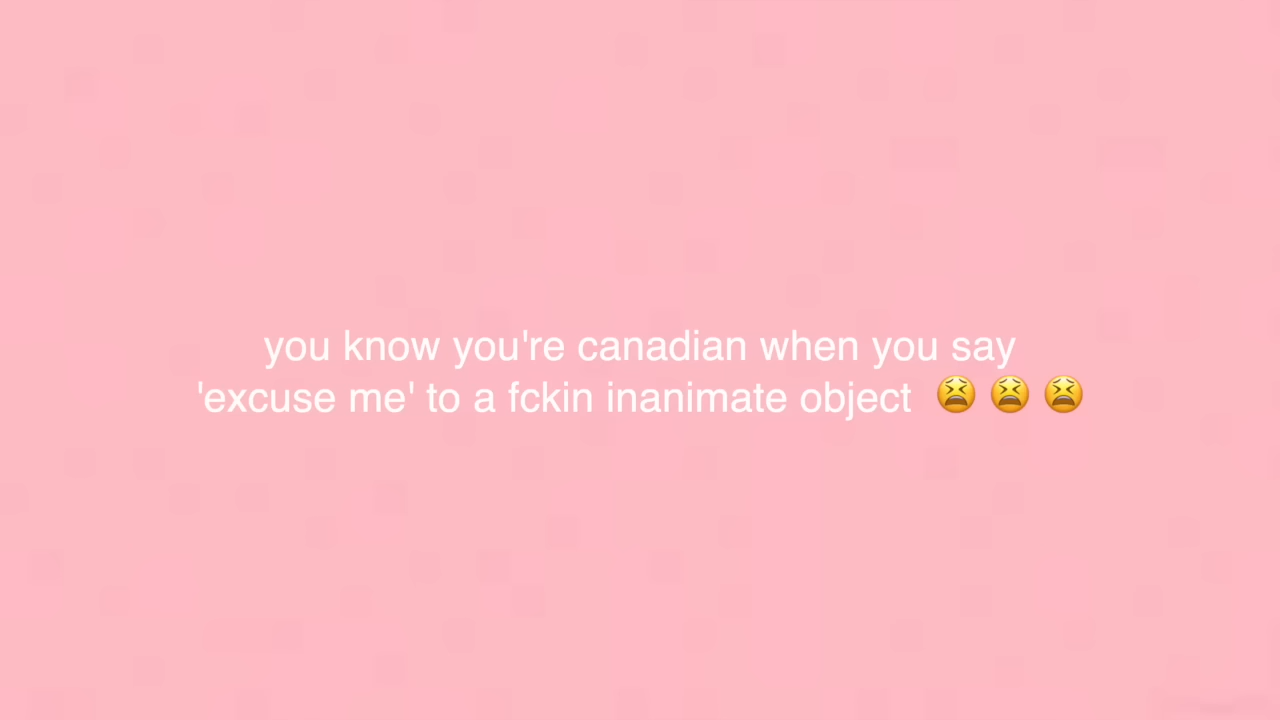 you know you're canadian when you say
'excuse me' to a fckin inanimate object 😫 😫 😫